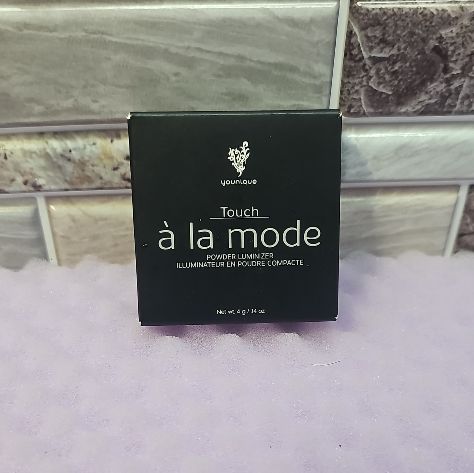 younique
Touch
à la mode
POWDER LUMINIZER
ILLUMINATEUR EN POUDRE COMPACTE
Net wt. 4 g / .14 oz